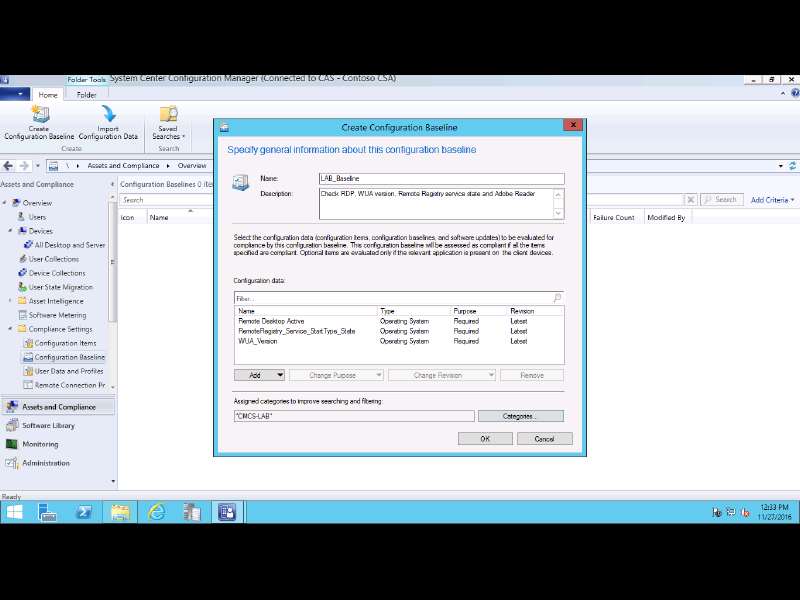 Folder Tools System Center Configuration Manager (Connected to CAS - Contoso CSA)
Home Folder
Create Configuration Baseline
Import Configuration Data
Saved Searches
Create Search
\ Assets and Compliance Overview
Assets and Compliance
Configuration Baselines 0 ite
Search
Search Add Criteria
Icon Name Failure Count Modified By
Overview
Users
Devices
All Desktop and Server
User Collections
Device Collections
User State Migration
Asset Intelligence
Software Metering
Compliance Settings
Configuration Items
Configuration Baseline
User Data and Profiles
Remote Connection Pr
Assets and Compliance
Software Library
Monitoring
Administration
Ready
Create Configuration Baseline
Specify general information about this configuration baseline
Name: LAB_Baseline
Description: Check RDP, WUA version, Remote Registry service state and Adobe Reader
Select the configuration data (configuration items, configuration baselines, and software updates) to be evaluated for
compliance by this configuration baseline. This configuration baseline will be assessed as compliant if all the items
specified are compliant. Optional items are evaluated only if the relevant application is present on the client devices.
Configuration data:
Filter...
Name Type Purpose Revision
Remote Desktop Active Operating System Required Latest
RemoteRegistry_Service_StartType_State Operating System Required Latest
WUA_Version Operating System Required Latest
Add Change Purpose Change Revision Remove
Assigned categories to improve searching and filtering:
"CMCS-LAB" Categories...
OK Cancel
12:33 PM
11/27/2016